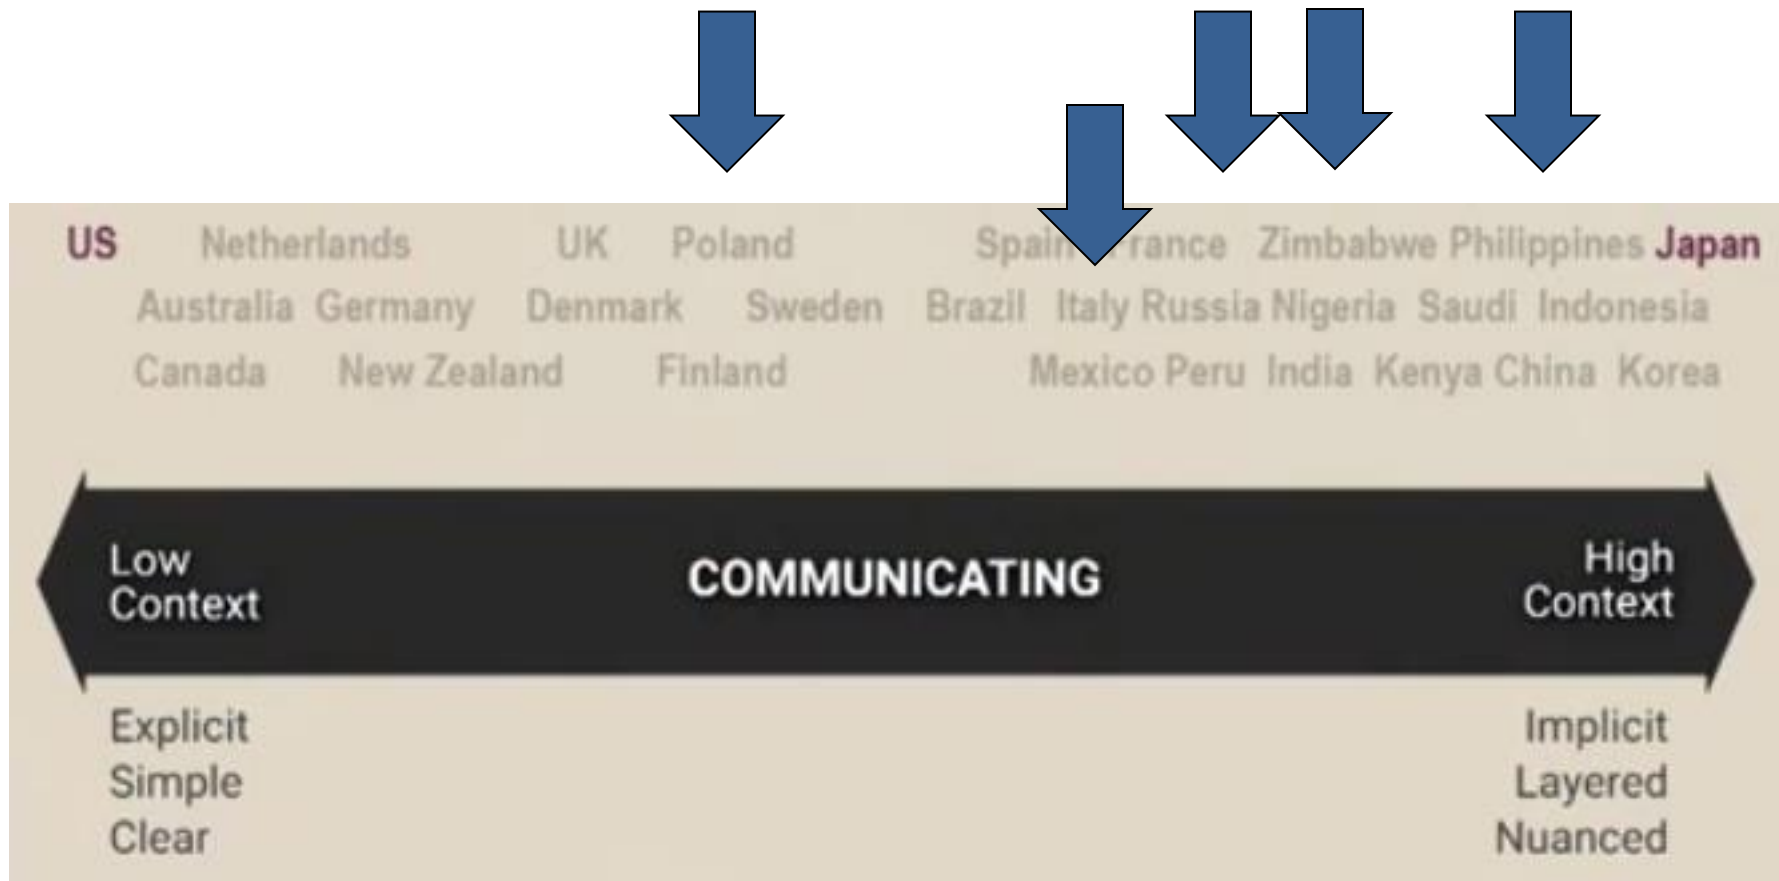 US Netherlands UK Poland Spain France Zimbabwe Philippines Japan
Australia Germany Denmark Sweden Brazil Italy Russia Nigeria Saudi Indonesia
Canada New Zealand Finland Mexico Peru India Kenya China Korea
Low
Context
COMMUNICATING
High
Context
Explicit
Simple
Clear
Implicit
Layered
Nuanced